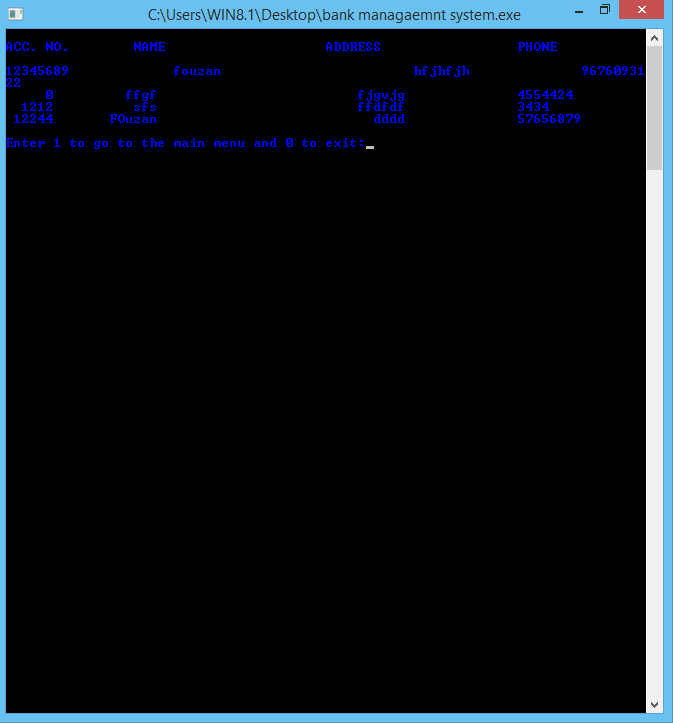 C:\Users\WIN8.1\Desktop\bank managaemnt system.exe
ACC. NO. NAME ADDRESS PHONE
12345689 fouzan hfjhfjh 96760931
22
0 ffgf fjgvjg 4554424
1212 sfs ffdfdf 3434
12244 FOuzan dddd 57656879
Enter 1 to go to the main menu and 0 to exit: